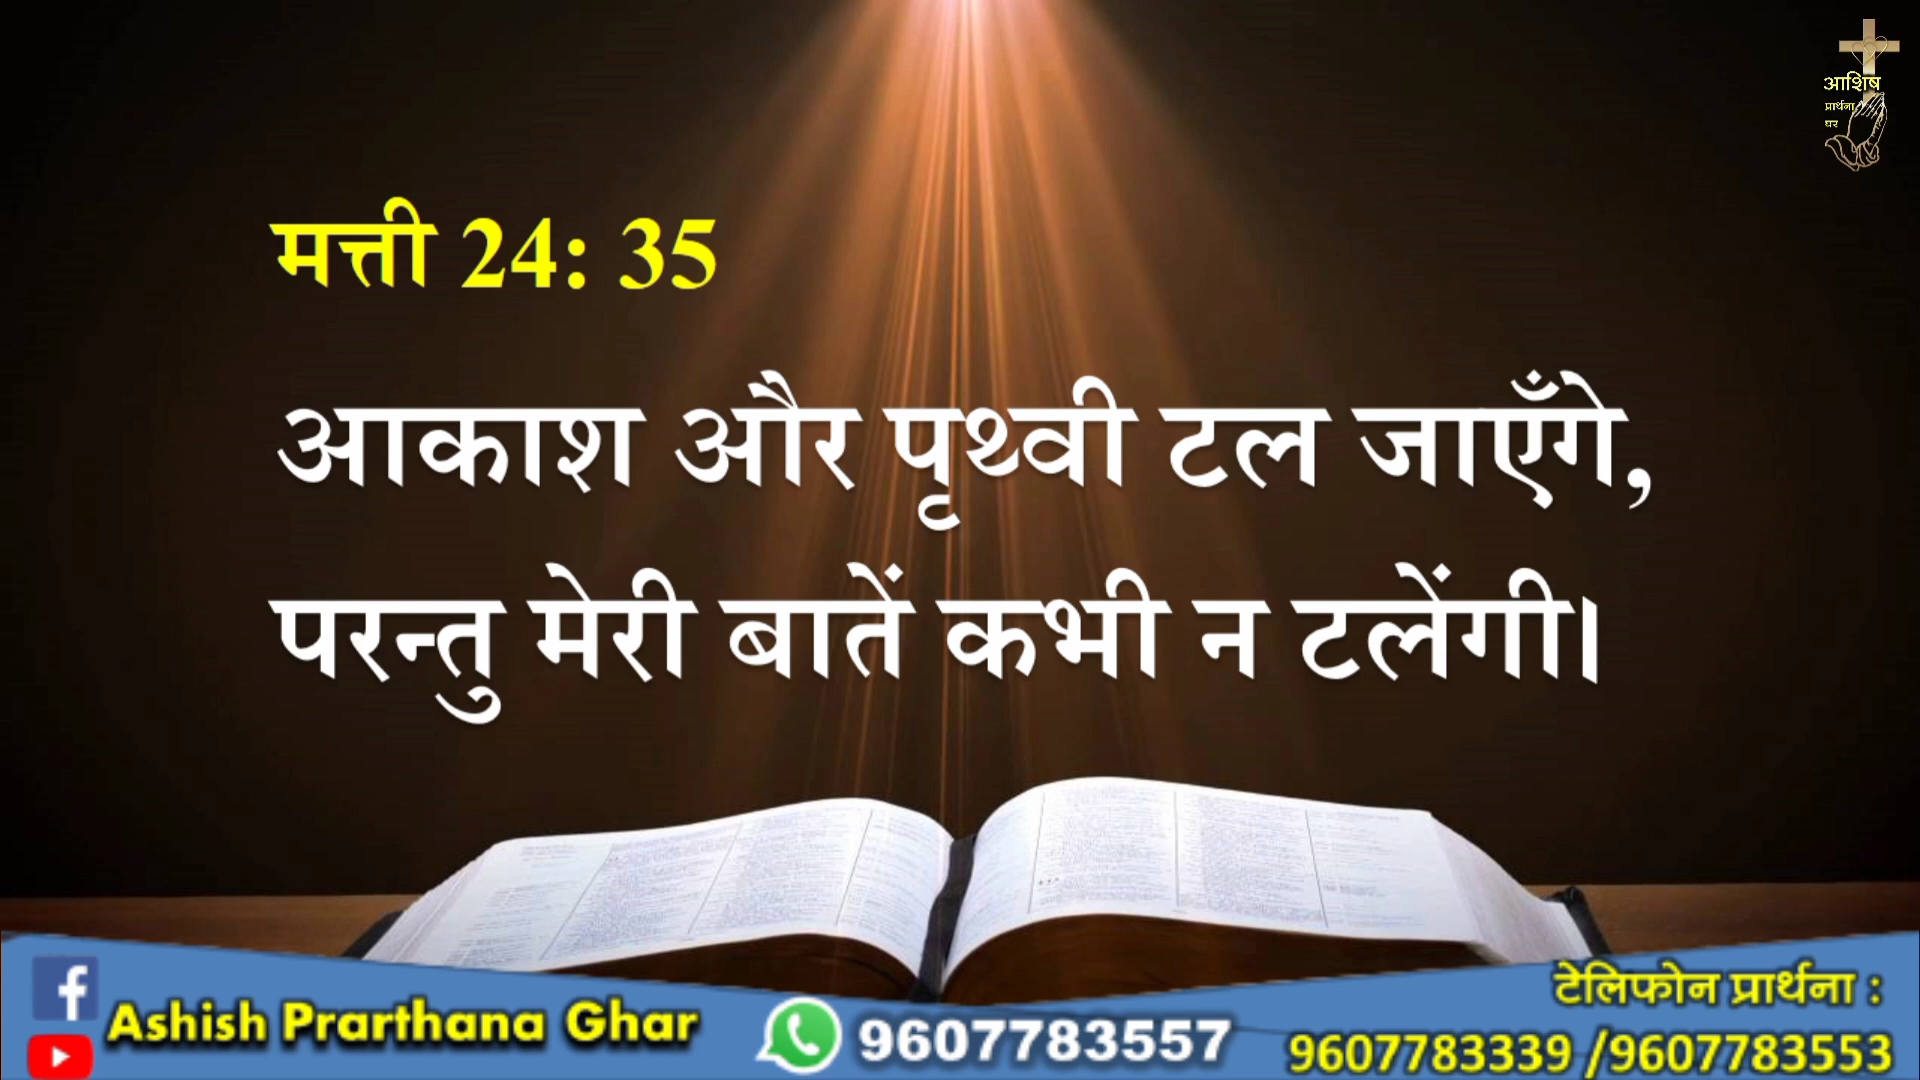 आशिष
प्रार्थना
घर
मत्ती 24: 35
आकाश और पृथ्वी टल जाएँगे,
परन्तु मेरी बातें कभी न टलेंगी।
Ashish Prarthana Ghar
9607783557
टेलिफोन प्रार्थना :
9607783339 /9607783553